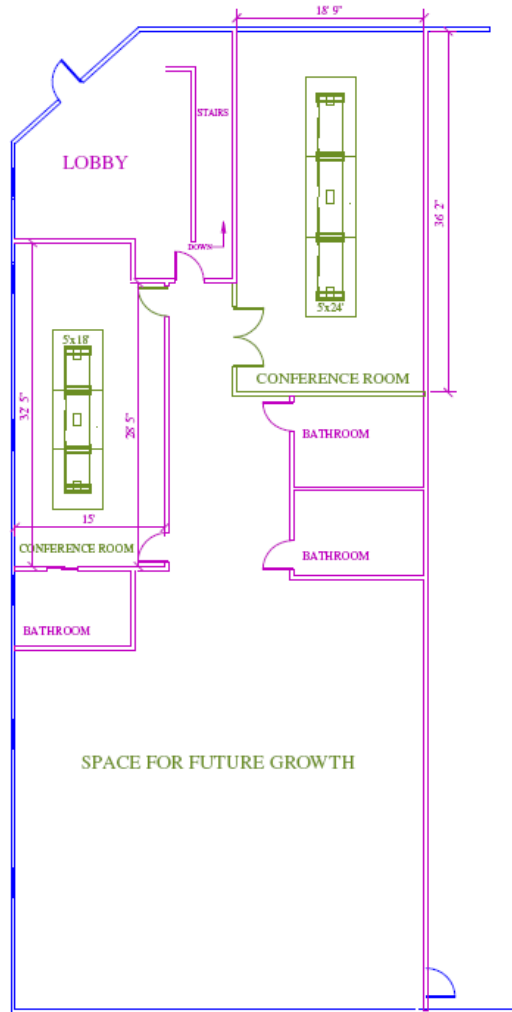 18' 9"
STAIRS
LOBBY
36' 2"
DOWN
5'x24'
5'x18'
CONFERENCE ROOM
32' 5"
28' 5"
BATHROOM
15'
CONFERENCE ROOM
BATHROOM
BATHROOM
SPACE FOR FUTURE GROWTH